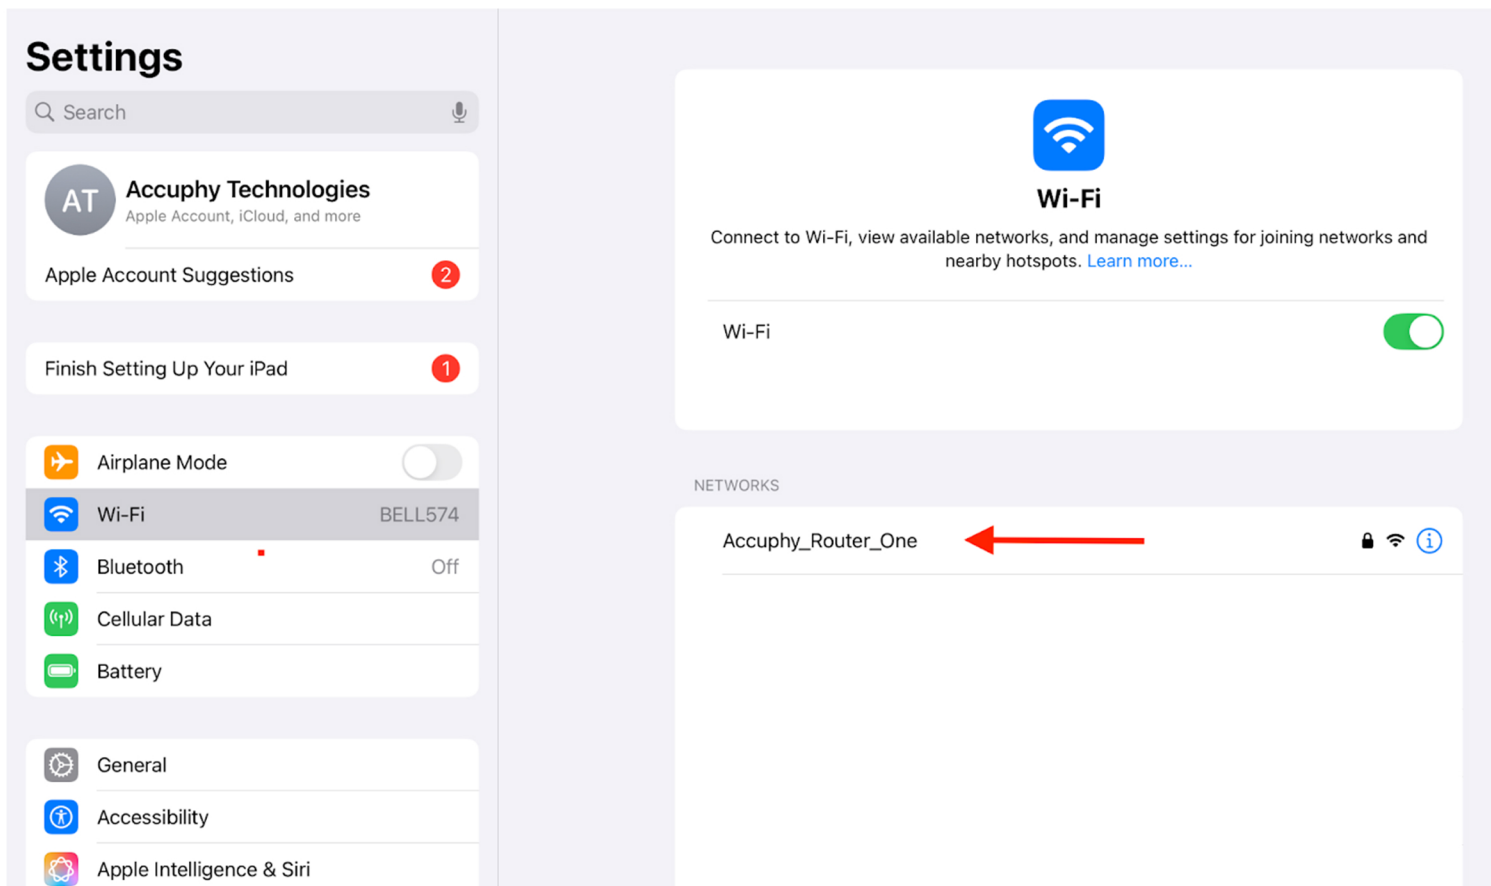 Settings
Search
AT
Accuphy Technologies
Apple Account, iCloud, and more
Apple Account Suggestions
2
Finish Setting Up Your iPad
1
Airplane Mode
Wi-Fi
BELL574
Bluetooth
Off
Cellular Data
Battery
General
Accessibility
Apple Intelligence & Siri
Wi-Fi
Connect to Wi-Fi, view available networks, and manage settings for joining networks and
nearby hotspots. Learn more...
Wi-Fi
NETWORKS
Accuphy_Router_One